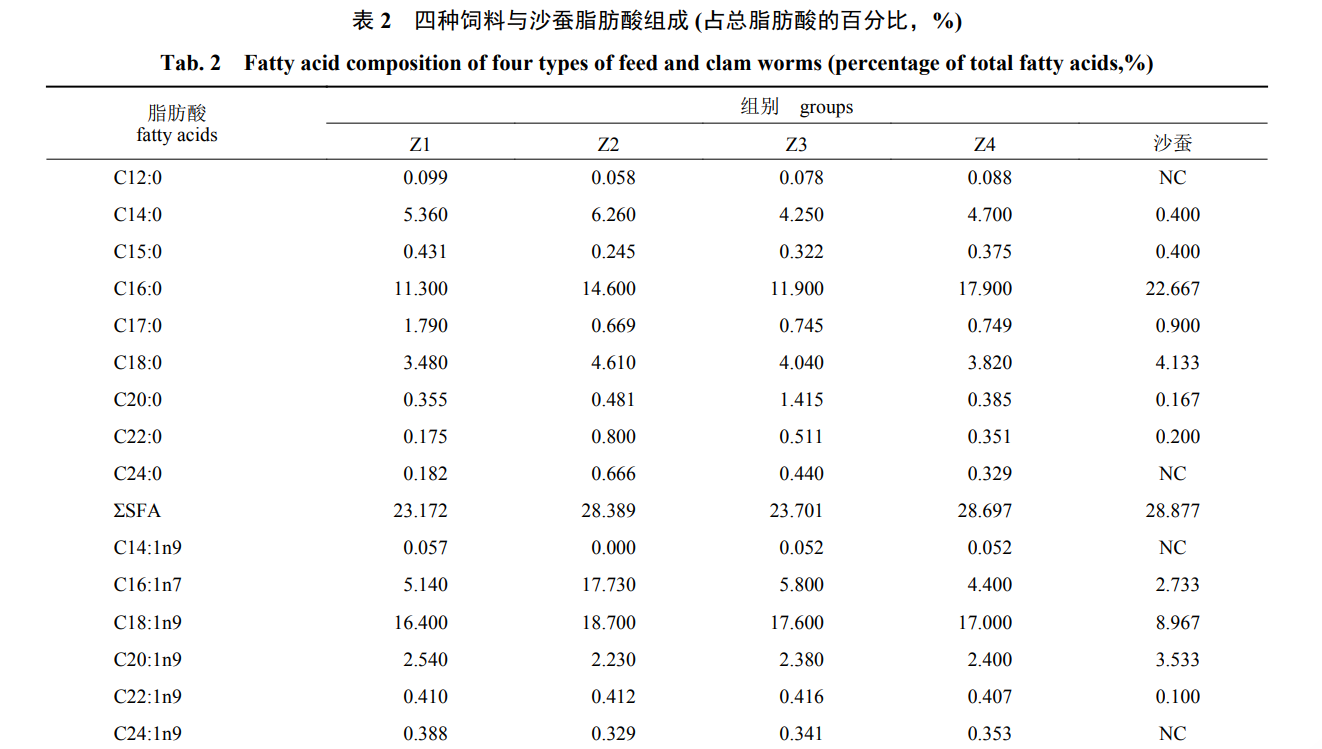 表 2 四种饲料与沙蚕脂肪酸组成 (占总脂肪酸的百分比，%)
Tab. 2 Fatty acid composition of four types of feed and clam worms (percentage of total fatty acids,%)
脂肪酸 组别 groups
fatty acids Z1 Z2 Z3 Z4 沙蚕
C12:0 0.099 0.058 0.078 0.088 NC
C14:0 5.360 6.260 4.250 4.700 0.400
C15:0 0.431 0.245 0.322 0.375 0.400
C16:0 11.300 14.600 11.900 17.900 22.667
C17:0 1.790 0.669 0.745 0.749 0.900
C18:0 3.480 4.610 4.040 3.820 4.133
C20:0 0.355 0.481 1.415 0.385 0.167
C22:0 0.175 0.800 0.511 0.351 0.200
C24:0 0.182 0.666 0.440 0.329 NC
ΣSFA 23.172 28.389 23.701 28.697 28.877
C14:1n9 0.057 0.000 0.052 0.052 NC
C16:1n7 5.140 17.730 5.800 4.400 2.733
C18:1n9 16.400 18.700 17.600 17.000 8.967
C20:1n9 2.540 2.230 2.380 2.400 3.533
C22:1n9 0.410 0.412 0.416 0.407 0.100
C24:1n9 0.388 0.329 0.341 0.353 NC